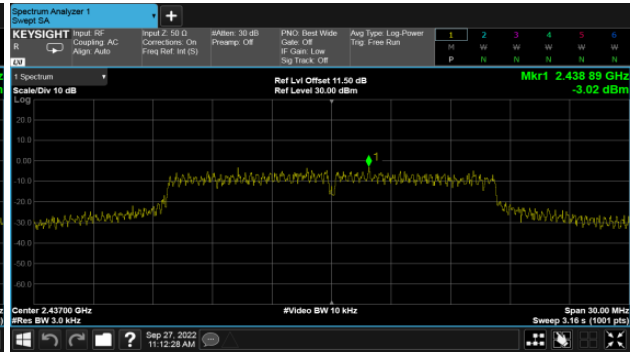 Spectrum Analyzer 1
Swept SA
+
KEYSIGHT
R
LXI
Input: RF
Coupling: AC
Align: Auto
Input Z: 50 Ω
Corrections: On
Freq Ref: Int (S)
#Atten: 30 dB
Preamp: Off
PNO: Best Wide
Gate: Off
IF Gain: Low
Sig Track: Off
Avg Type: Log-Power
Trig: Free Run
1 2 3 4 5 6
M W W W W W
P N N N N N
1 Spectrum
Scale/Div 10 dB
Ref Lvl Offset 11.50 dB
Ref Level 30.00 dBm
Mkr1 2.438 89 GHz
-3.02 dBm
Log
20.0
10.0
0.00
1
-10.0
-20.0
-30.0
-40.0
-50.0
-60.0
Center 2.43700 GHz
#Res BW 3.0 kHz
#Video BW 10 kHz
Span 30.00 MHz
Sweep 3.16 s (1001 pts)
?
Sep 27, 2022
11:12:28 AM